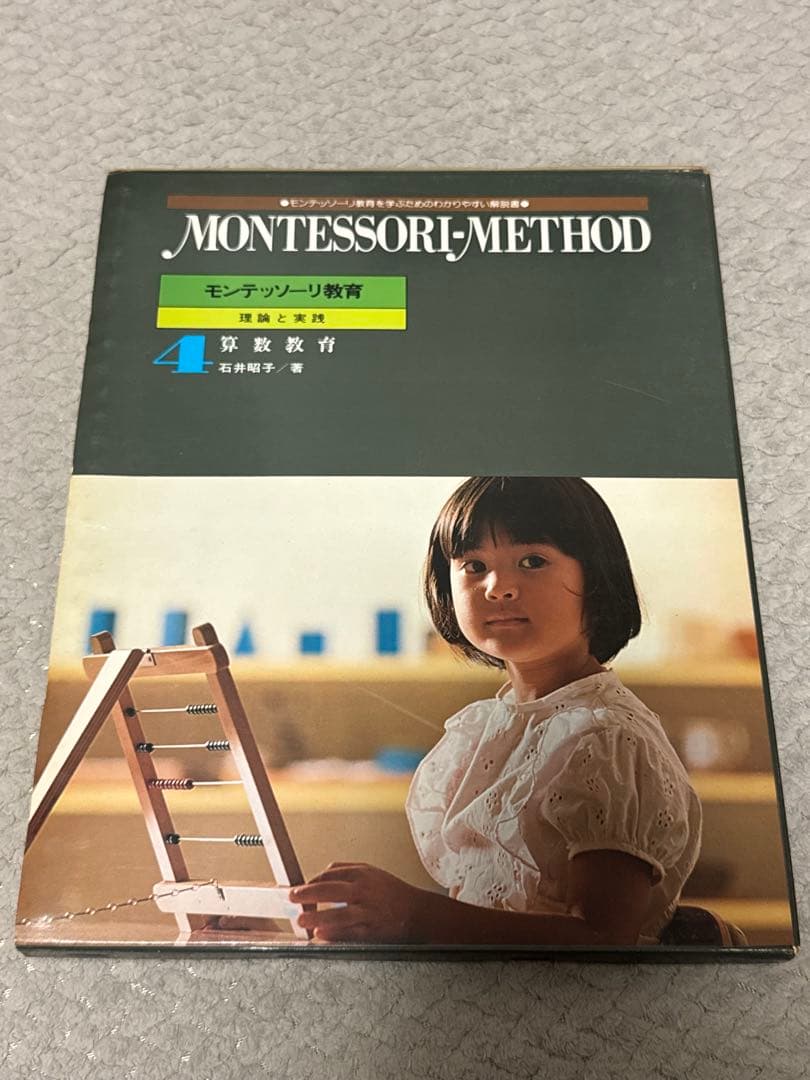 ●モンテッソーリ教育を学ぶためのわかりやすい解説書●
MONTESSORI-METHOD
モンテッソーリ教育
理論と実践
4 算数教育
石井昭子／著